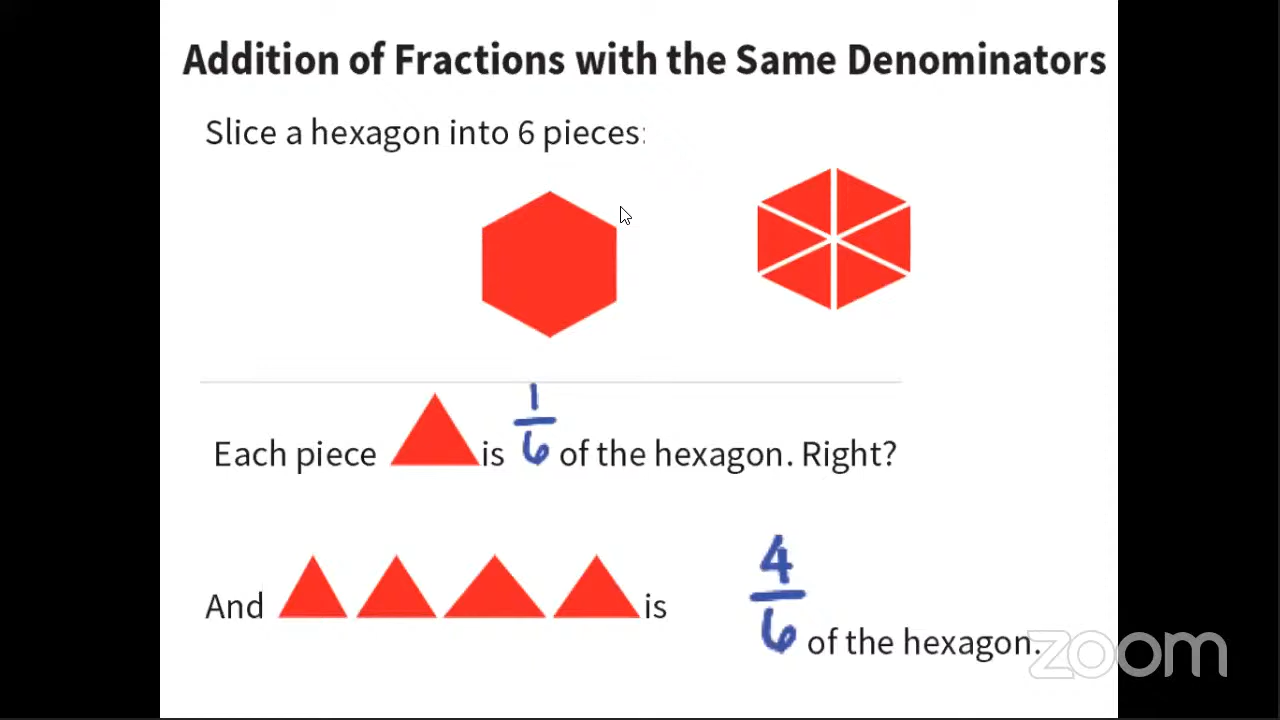 Addition of Fractions with the Same Denominators
Slice a hexagon into 6 pieces:
Each piece is 1/6 of the hexagon. Right?
And is 4/6 of the hexagon.
zoom